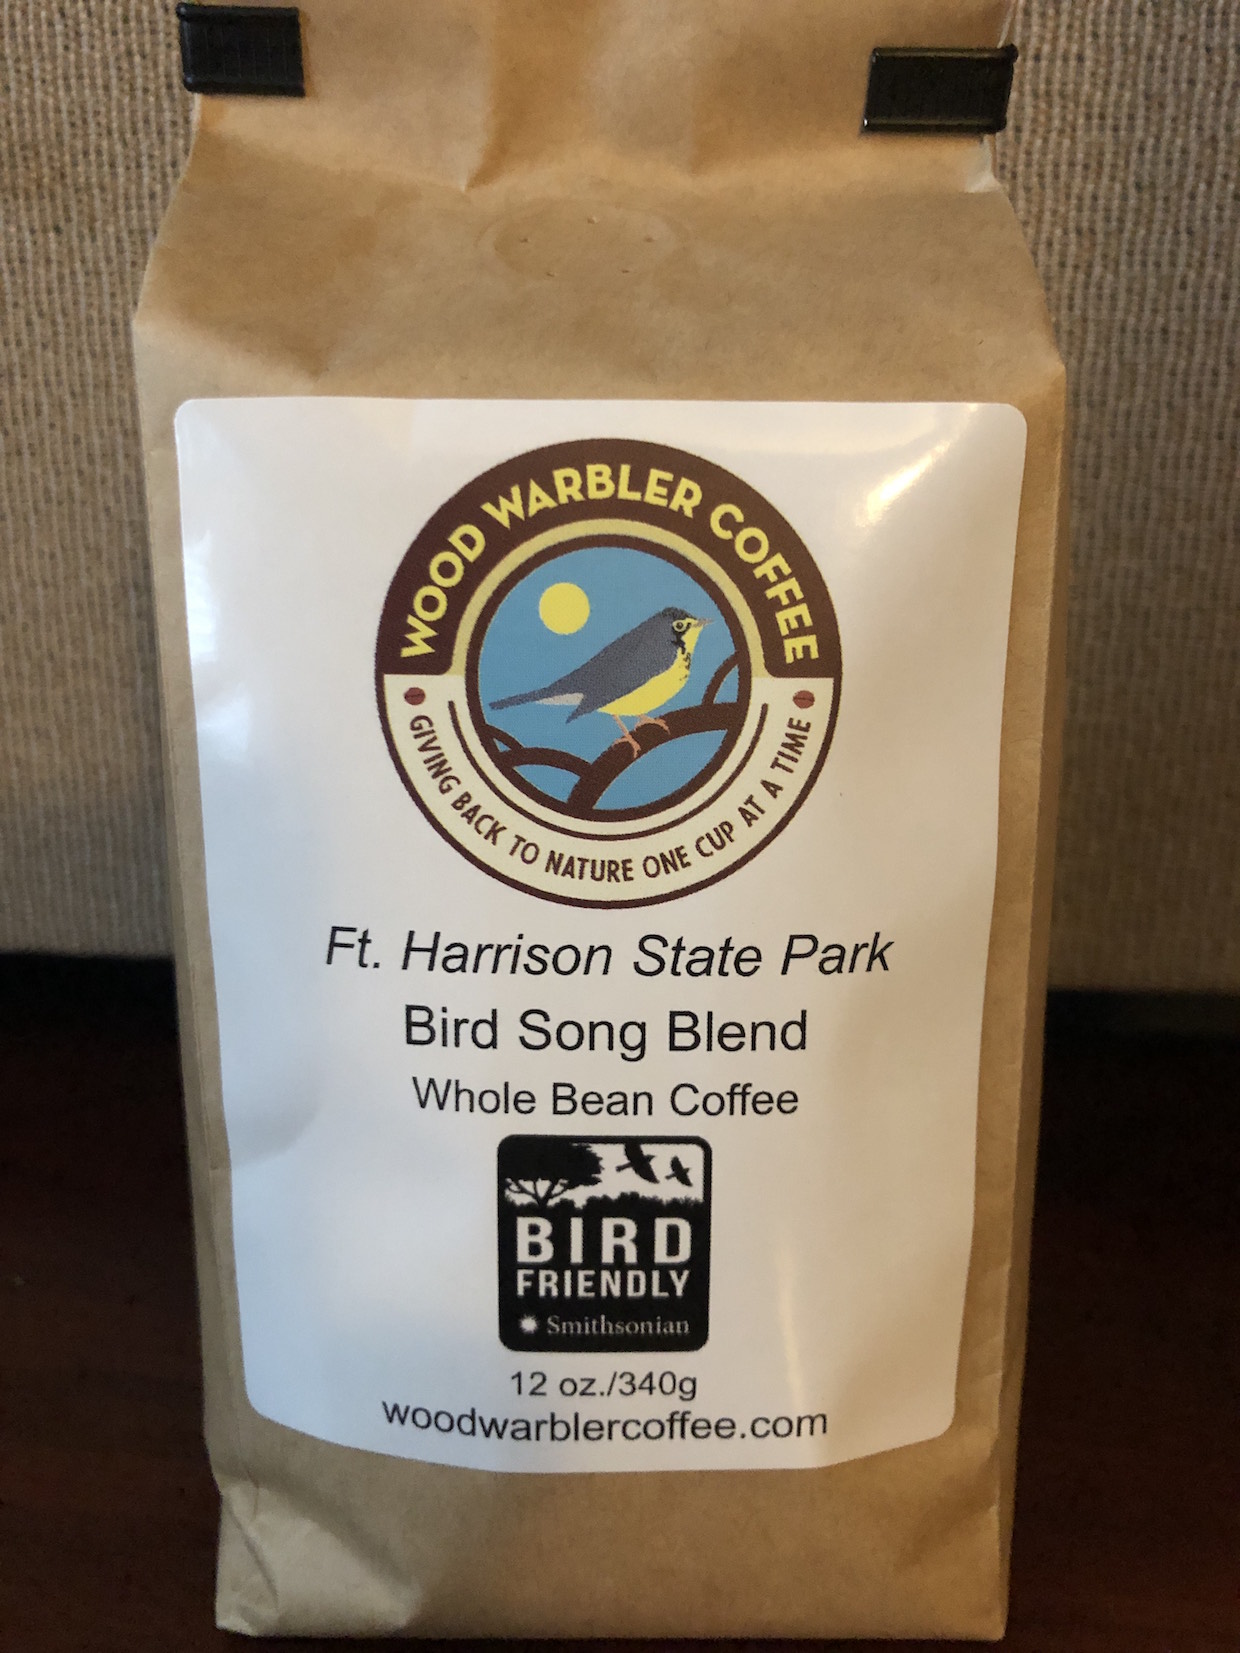 WOOD WARBLER COFFEE
GIVING BACK TO NATURE ONE CUP AT A TIME
Ft. Harrison State Park
Bird Song Blend
Whole Bean Coffee
BIRD
FRIENDLY
Smithsonian
12 oz./340g
woodwarblercoffee.com